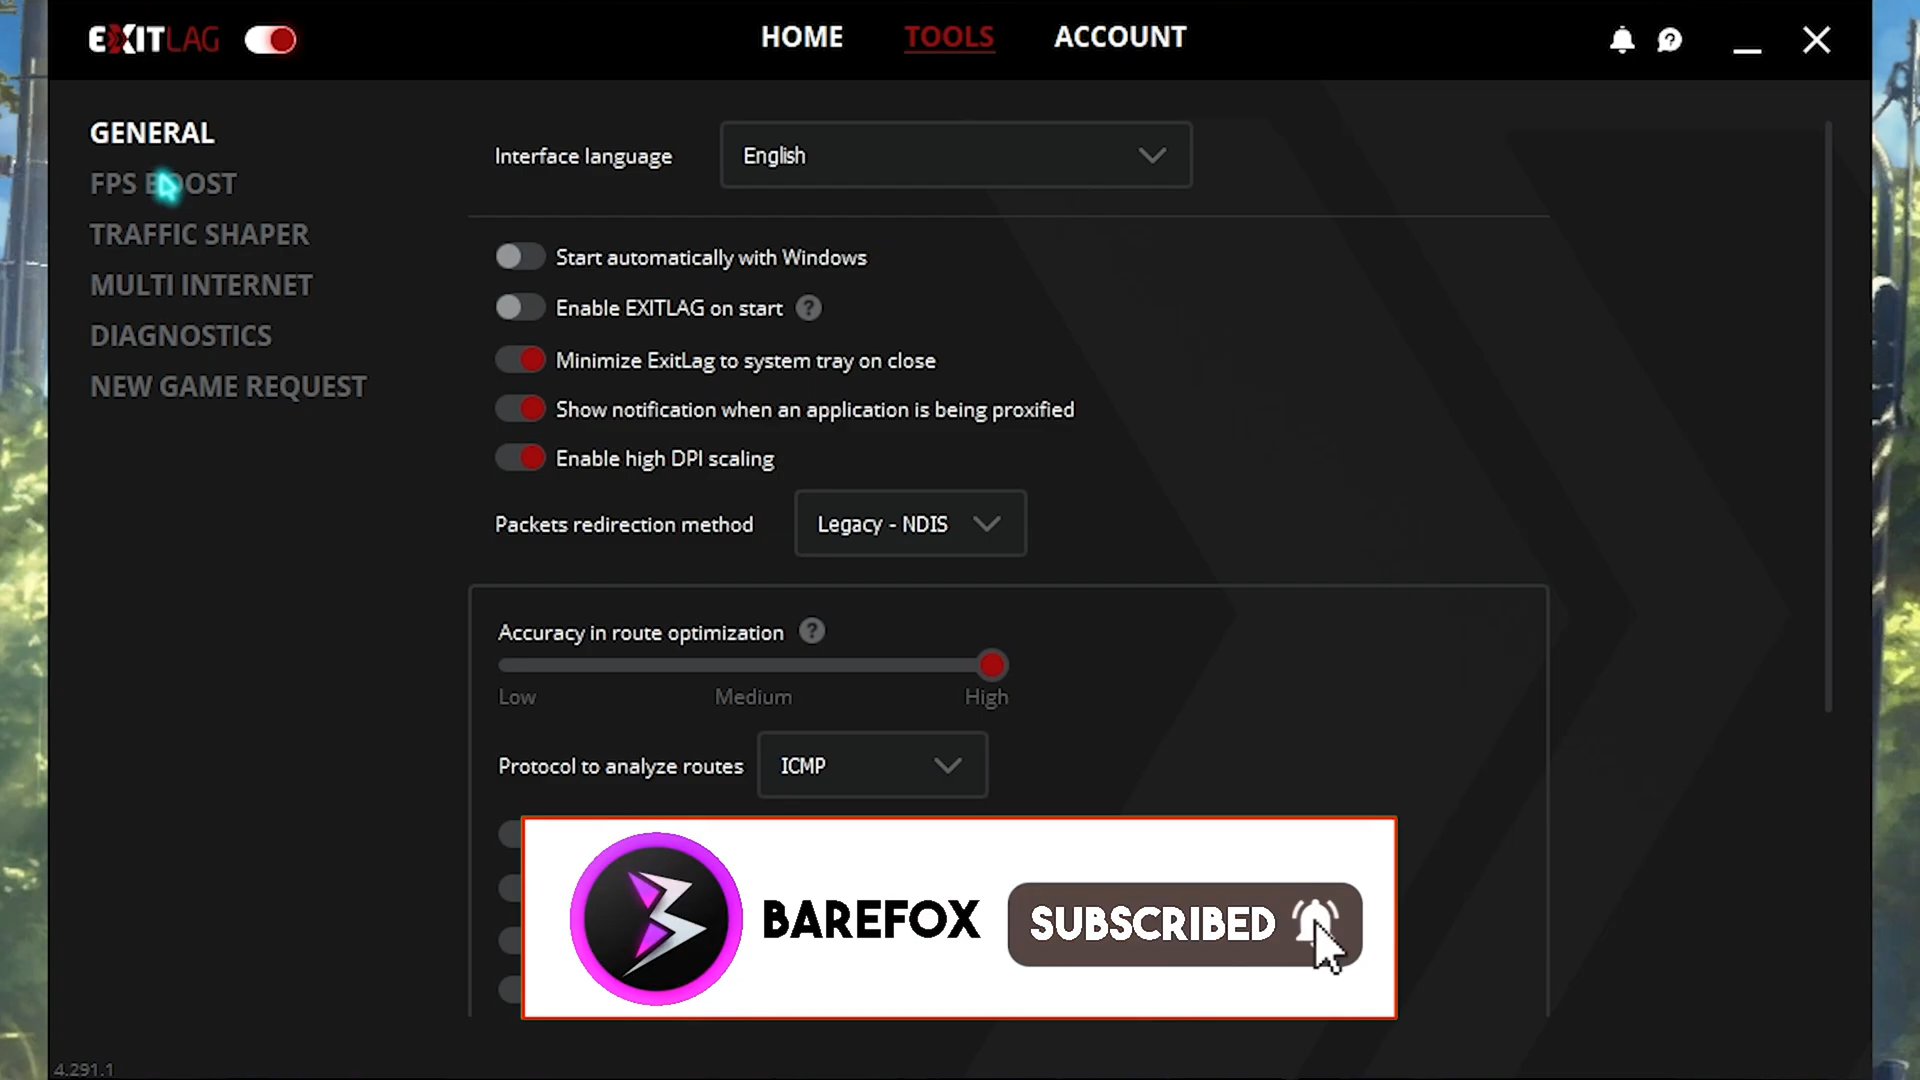 EXITLAG
HOME TOOLS ACCOUNT
GENERAL
FPS BOOST
TRAFFIC SHAPER
MULTI INTERNET
DIAGNOSTICS
NEW GAME REQUEST
Interface language English
Start automatically with Windows
Enable EXITLAG on start ?
Minimize ExitLag to system tray on close
Show notification when an application is being proxified
Enable high DPI scaling
Packets redirection method Legacy - NDIS
Accuracy in route optimization ?
Low Medium High
Protocol to analyze routes ICMP
BAREFOX SUBSCRIBED
4.291.1